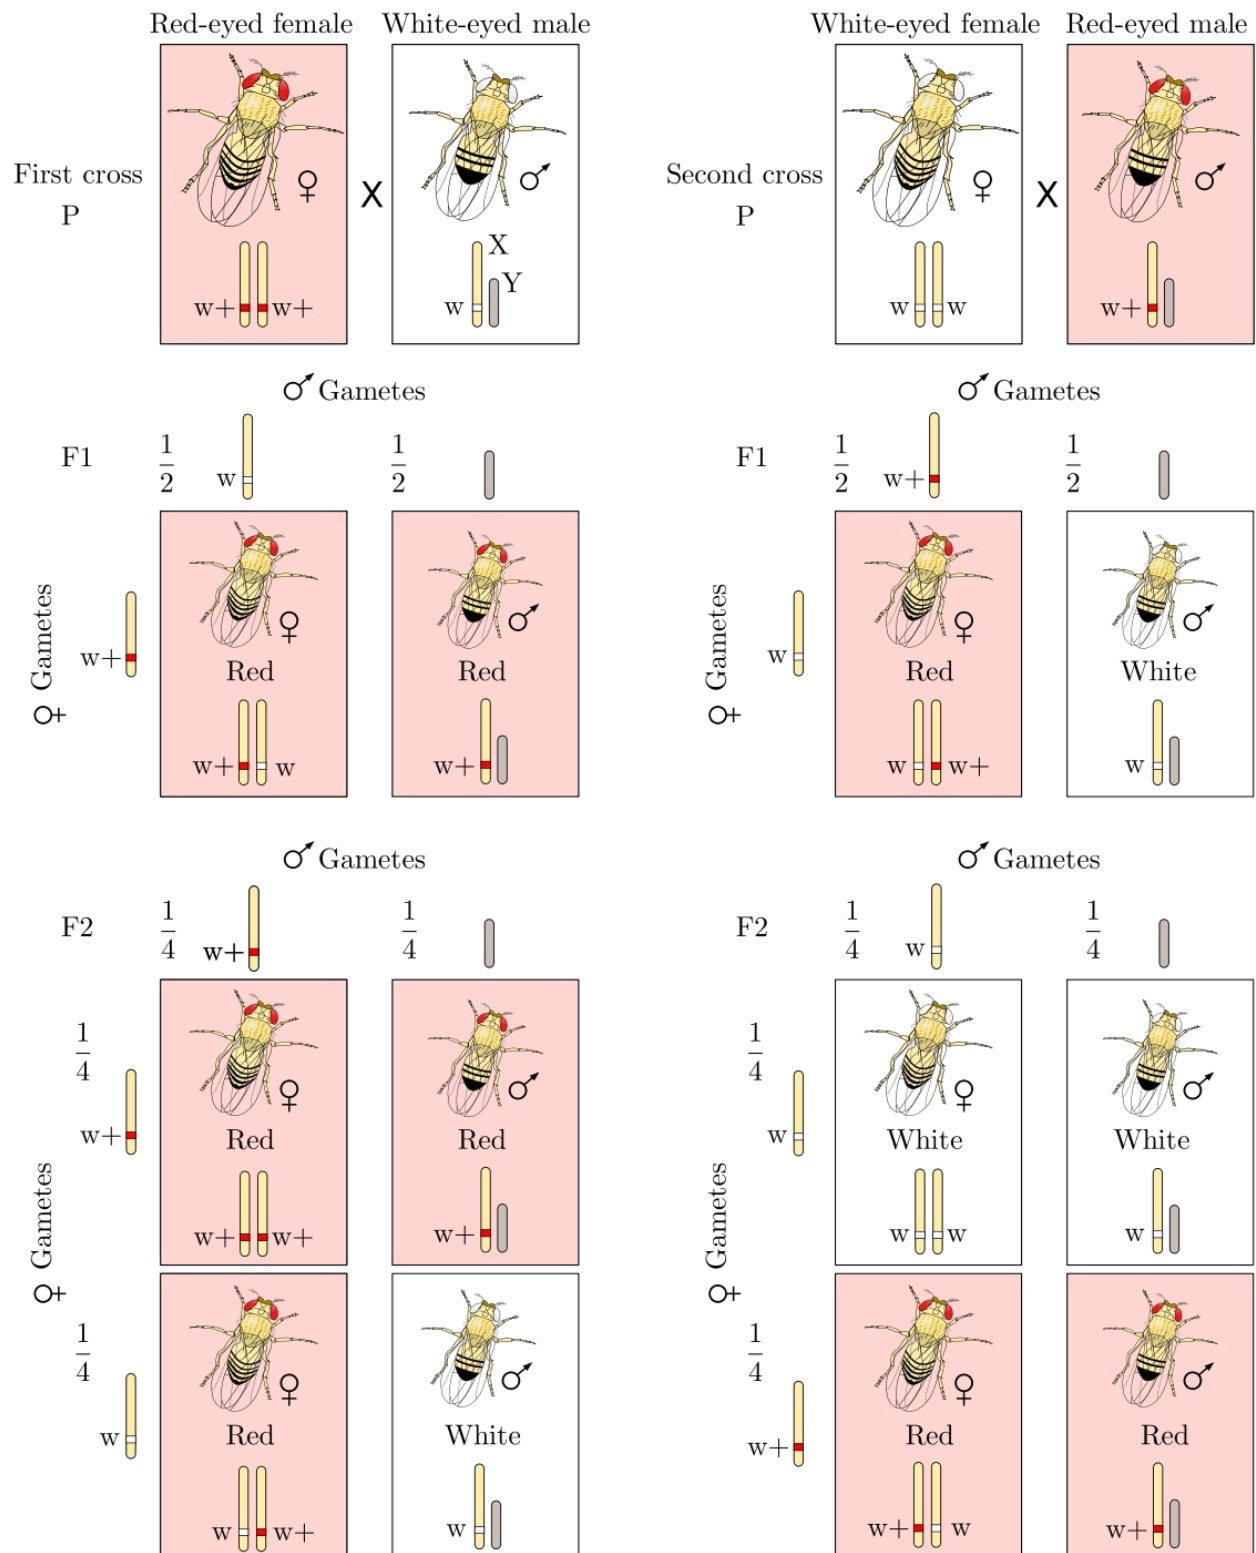 Red-eyed female White-eyed male White-eyed female Red-eyed male
First cross
P
X
Second cross
P
X
X
Y
w+ w+ w w w w+
♂ Gametes ♂ Gametes
F1 1/2 w 1/2 F1 1/2 w+ 1/2
♀ Gametes w+ ♀ Gametes w
Red Red Red White
w+ w w+ w w+ w
♂ Gametes ♂ Gametes
F2 1/4 w+ 1/4 F2 1/4 w 1/4
1/4 1/4
w+ w
Red Red White White
w+ w+ w+ w w w
♀ Gametes ♀ Gametes
1/4 1/4
w w+
Red White Red Red
w w+ w w+ w w+